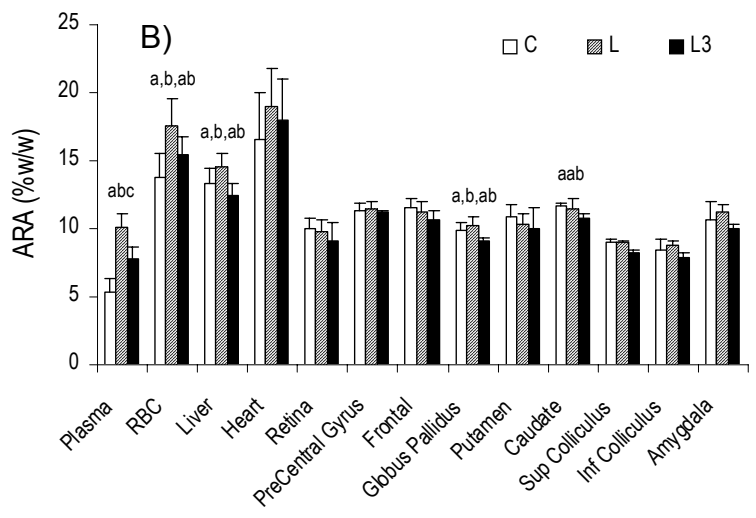 B)
C L L3
ARA (%w/w)
25
20
15
10
5
0
abc
a,b,ab
a,b,ab
a,b,ab
aab
Plasma
RBC
Liver
Heart
Retina
PreCentral Gyrus
Frontal
Globus Pallidus
Putamen
Caudate
Sup Colliculus
Inf Colliculus
Amygdala